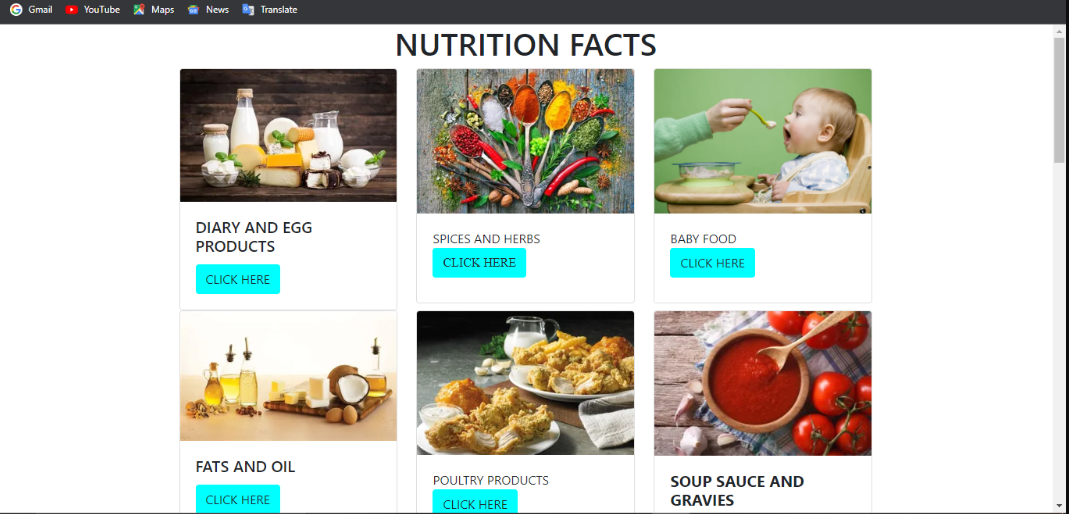 Gmail YouTube Maps News Translate
NUTRITION FACTS
DIARY AND EGG
PRODUCTS
CLICK HERE
SPICES AND HERBS
CLICK HERE
BABY FOOD
CLICK HERE
FATS AND OIL
CLICK HERE
POULTRY PRODUCTS
CLICK HERE
SOUP SAUCE AND
GRAVIES